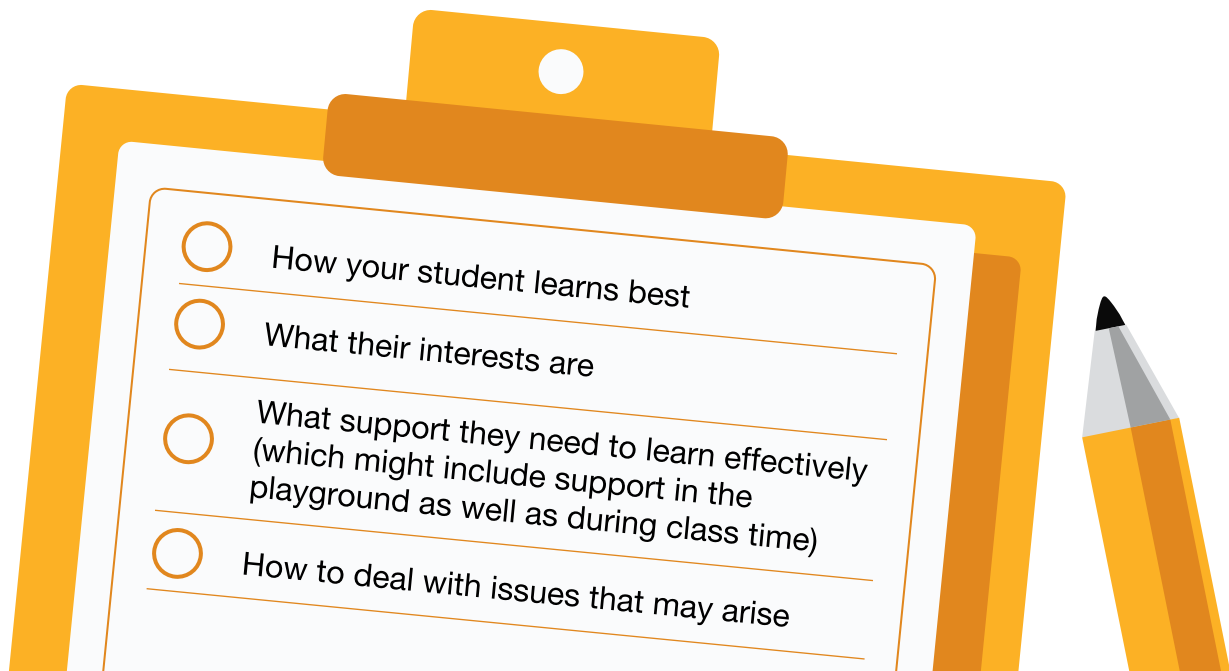 How your student learns best
What their interests are
What support they need to learn effectively
(which might include support in the
playground as well as during class time)
How to deal with issues that may arise